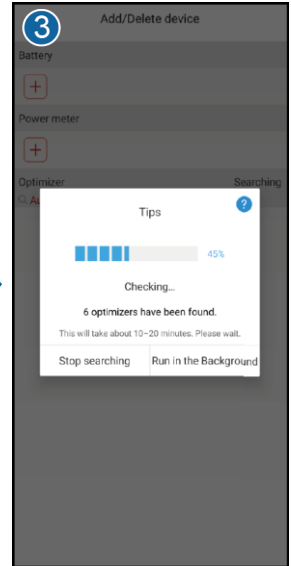 3
Add/Delete device
Battery
+
Power meter
+
Optimizer Searching
Au
Tips ?
45%
Checking...
6 optimizers have been found.
This will take about 10–20 minutes. Please wait.
Stop searching Run in the Background